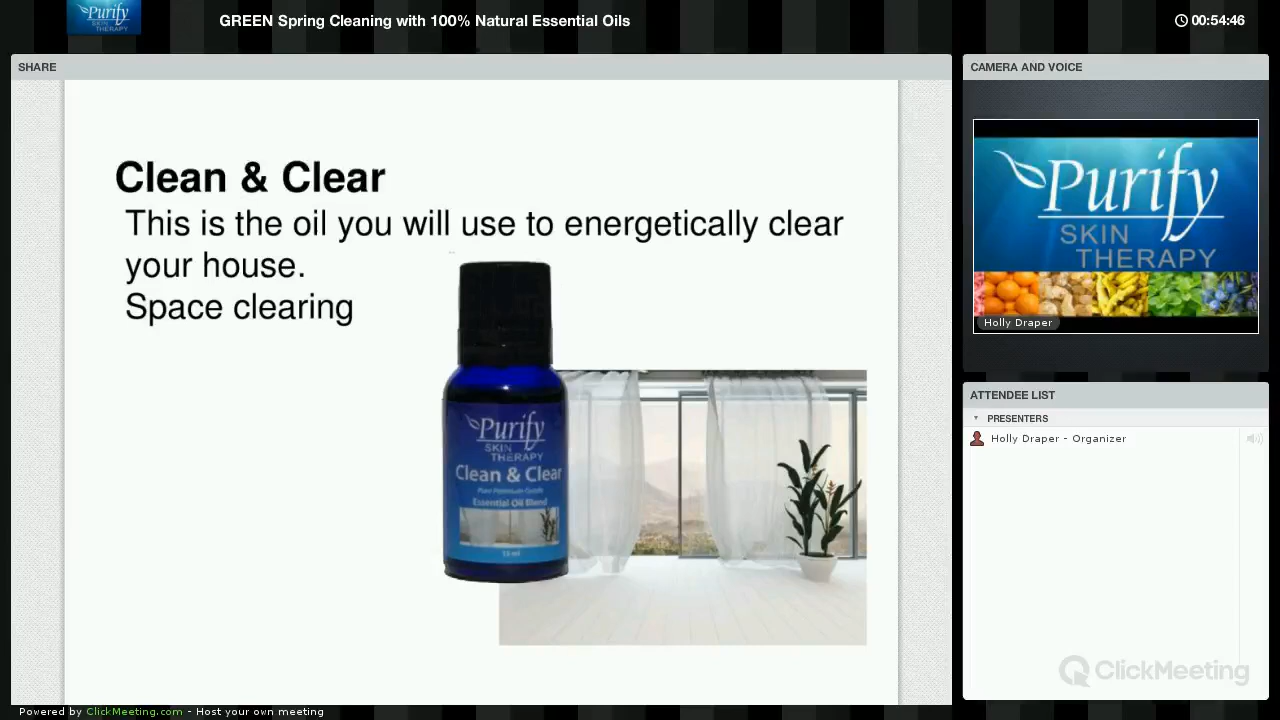 Purify
SKIN
THERAPY
GREEN Spring Cleaning with 100% Natural Essential Oils
00:54:46
SHARE
Clean & Clear
This is the oil you will use to energetically clear
your house.
Space clearing
Purify
SKIN
THERAPY
Clean & Clear
Essential Oil Blend
15 ml
CAMERA AND VOICE
Purify
SKIN
THERAPY
Holly Draper
ATTENDEE LIST
PRESENTERS
Holly Draper - Organizer
ClickMeeting
Powered by ClickMeeting.com - Host your own meeting